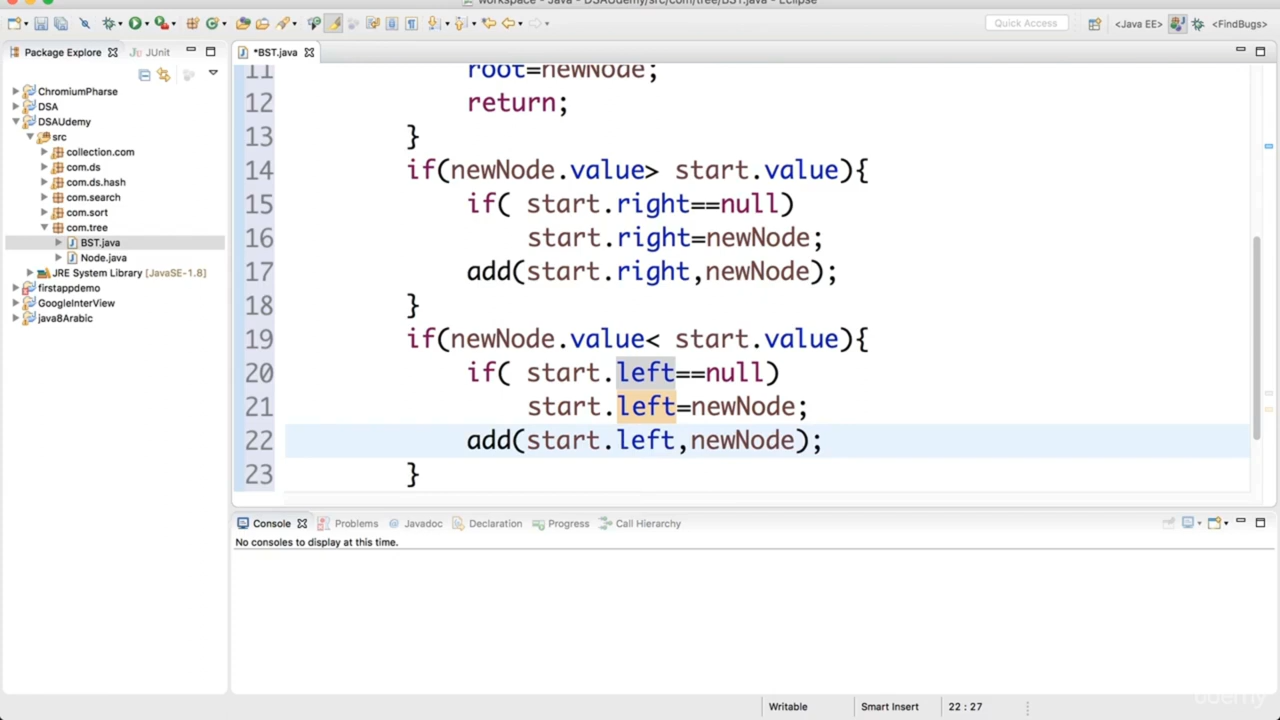 workspace - Java - DSAUdemy/src/com/tree/BST.java - Eclipse
Quick Access
<Java EE>
<FindBugs>
Package Explorer
JUnit
*BST.java
ChromiumPharse
DSA
DSAUdemy
src
collection.com
com.ds
com.ds.hash
com.search
com.sort
com.tree
BST.java
Node.java
JRE System Library [JavaSE-1.8]
firstappdemo
GoogleInterView
java8Arabic
11 root=newNode;
12 return;
13 }
14 if(newNode.value> start.value){
15 if( start.right==null)
16 start.right=newNode;
17 add(start.right,newNode);
18 }
19 if(newNode.value< start.value){
20 if( start.left==null)
21 start.left=newNode;
22 add(start.left,newNode);
23 }
Console
Problems
@ Javadoc
Declaration
Progress
Call Hierarchy
No consoles to display at this time.
Writable
Smart Insert
22 : 27
udemy